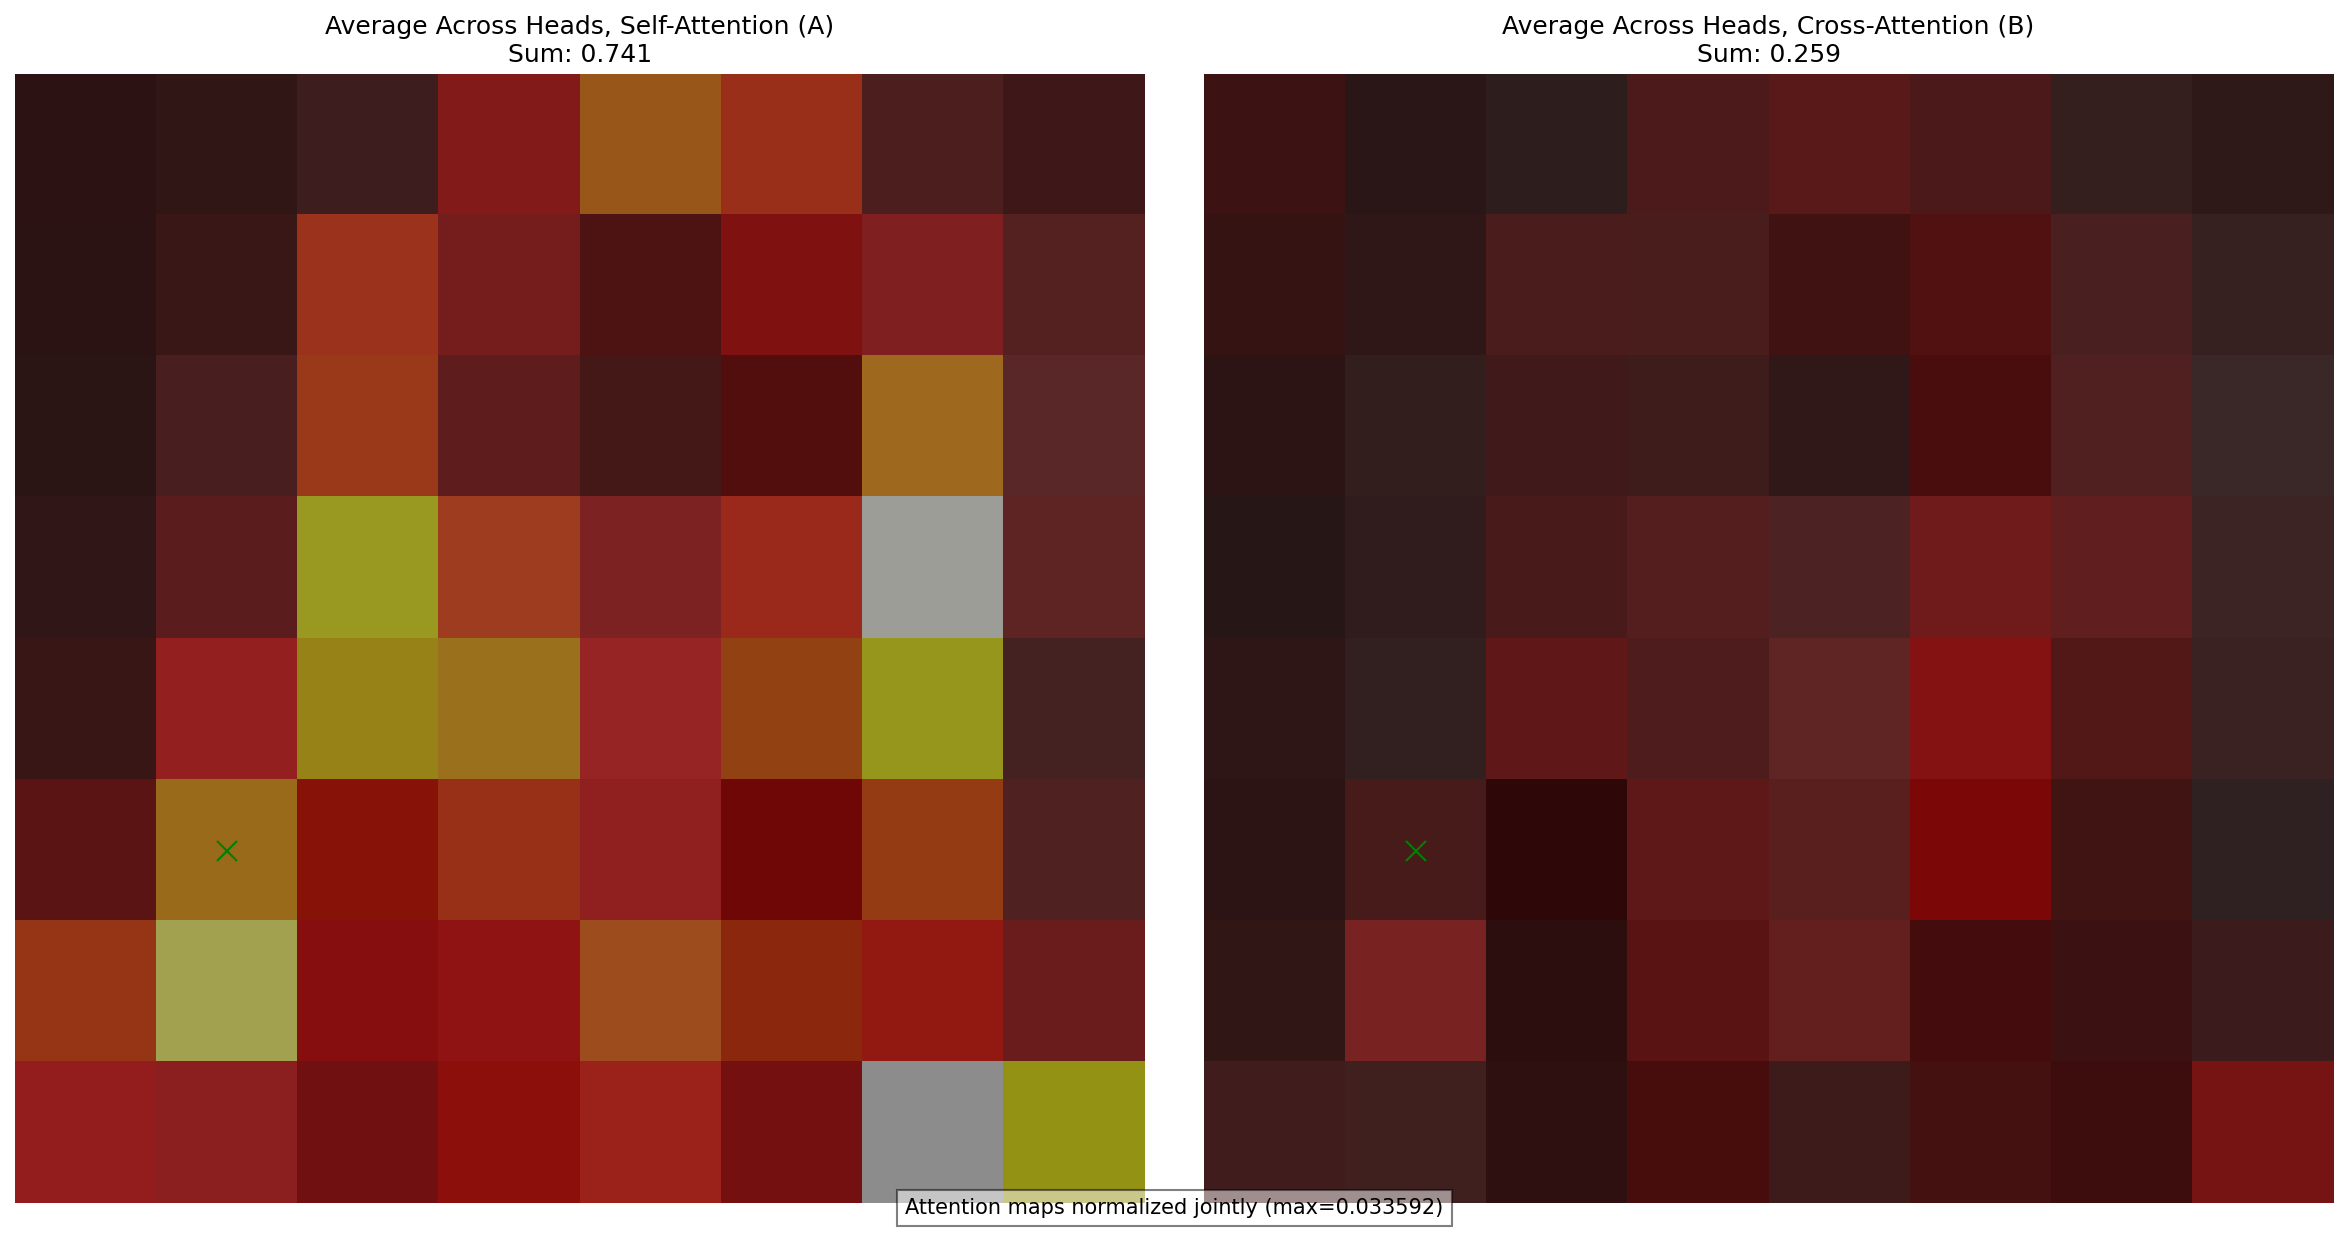 Average Across Heads, Self-Attention (A)
Sum: 0.741
Average Across Heads, Cross-Attention (B)
Sum: 0.259
Attention maps normalized jointly (max=0.033592)